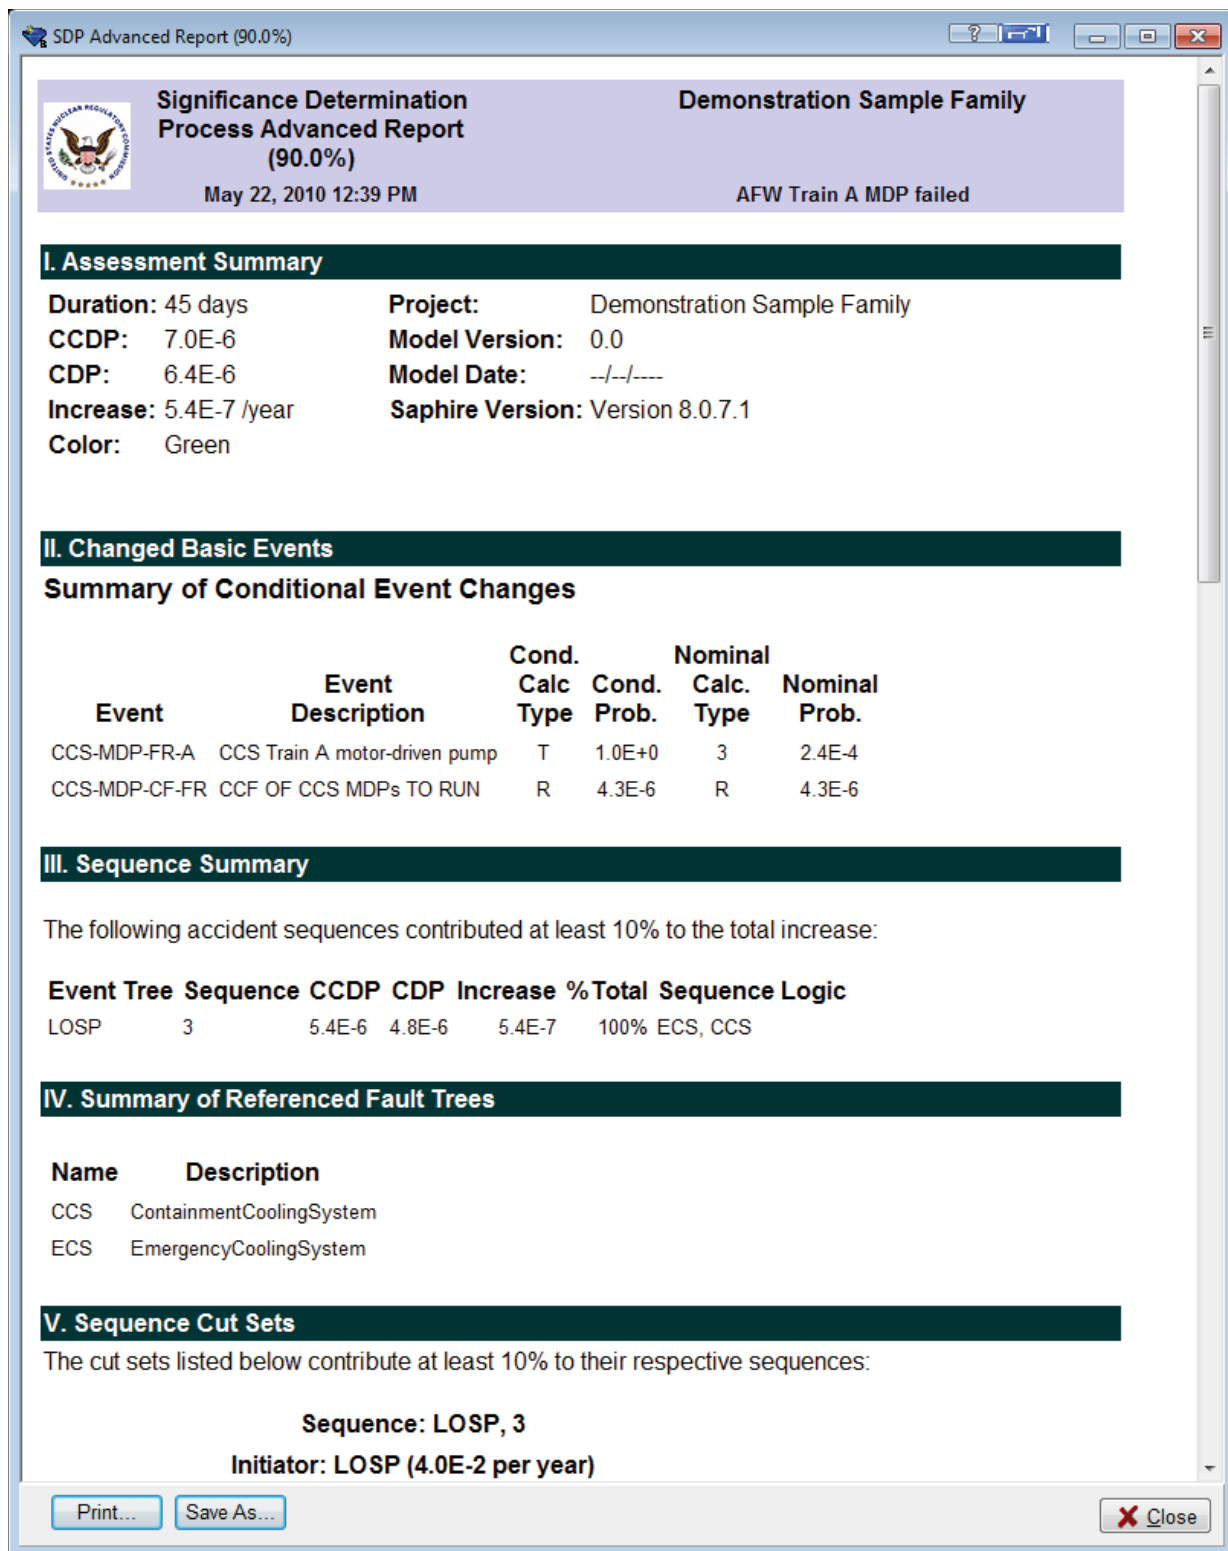 SDP Advanced Report (90.0%)
UNITED STATES NUCLEAR REGULATORY COMMISSION
Significance Determination
Process Advanced Report
(90.0%)
May 22, 2010 12:39 PM
Demonstration Sample Family
AFW Train A MDP failed
I. Assessment Summary
Duration: 45 days Project: Demonstration Sample Family
CCDP: 7.0E-6 Model Version: 0.0
CDP: 6.4E-6 Model Date: --/--/----
Increase: 5.4E-7 /year Saphire Version: Version 8.0.7.1
Color: Green
II. Changed Basic Events
Summary of Conditional Event Changes
Cond. Nominal
Event Calc Cond. Calc. Nominal
Event Description Type Prob. Type Prob.
CCS-MDP-FR-A CCS Train A motor-driven pump T 1.0E+0 3 2.4E-4
CCS-MDP-CF-FR CCF OF CCS MDPs TO RUN R 4.3E-6 R 4.3E-6
III. Sequence Summary
The following accident sequences contributed at least 10% to the total increase:
Event Tree Sequence CCDP CDP Increase % Total Sequence Logic
LOSP 3 5.4E-6 4.8E-6 5.4E-7 100% ECS, CCS
IV. Summary of Referenced Fault Trees
Name Description
CCS ContainmentCoolingSystem
ECS EmergencyCoolingSystem
V. Sequence Cut Sets
The cut sets listed below contribute at least 10% to their respective sequences:
Sequence: LOSP, 3
Initiator: LOSP (4.0E-2 per year)
Print... Save As... Close